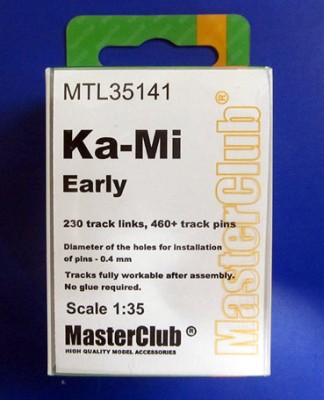 MTL35141
Ka-Mi
Early
230 track links, 460+ track pins
Diameter of the holes for installation
of pins - 0.4 mm
Tracks fully workable after assembly.
No glue required.
Scale 1:35
MasterClub®
HIGH QUALITY MODEL ACCESSORIES
MasterClub®